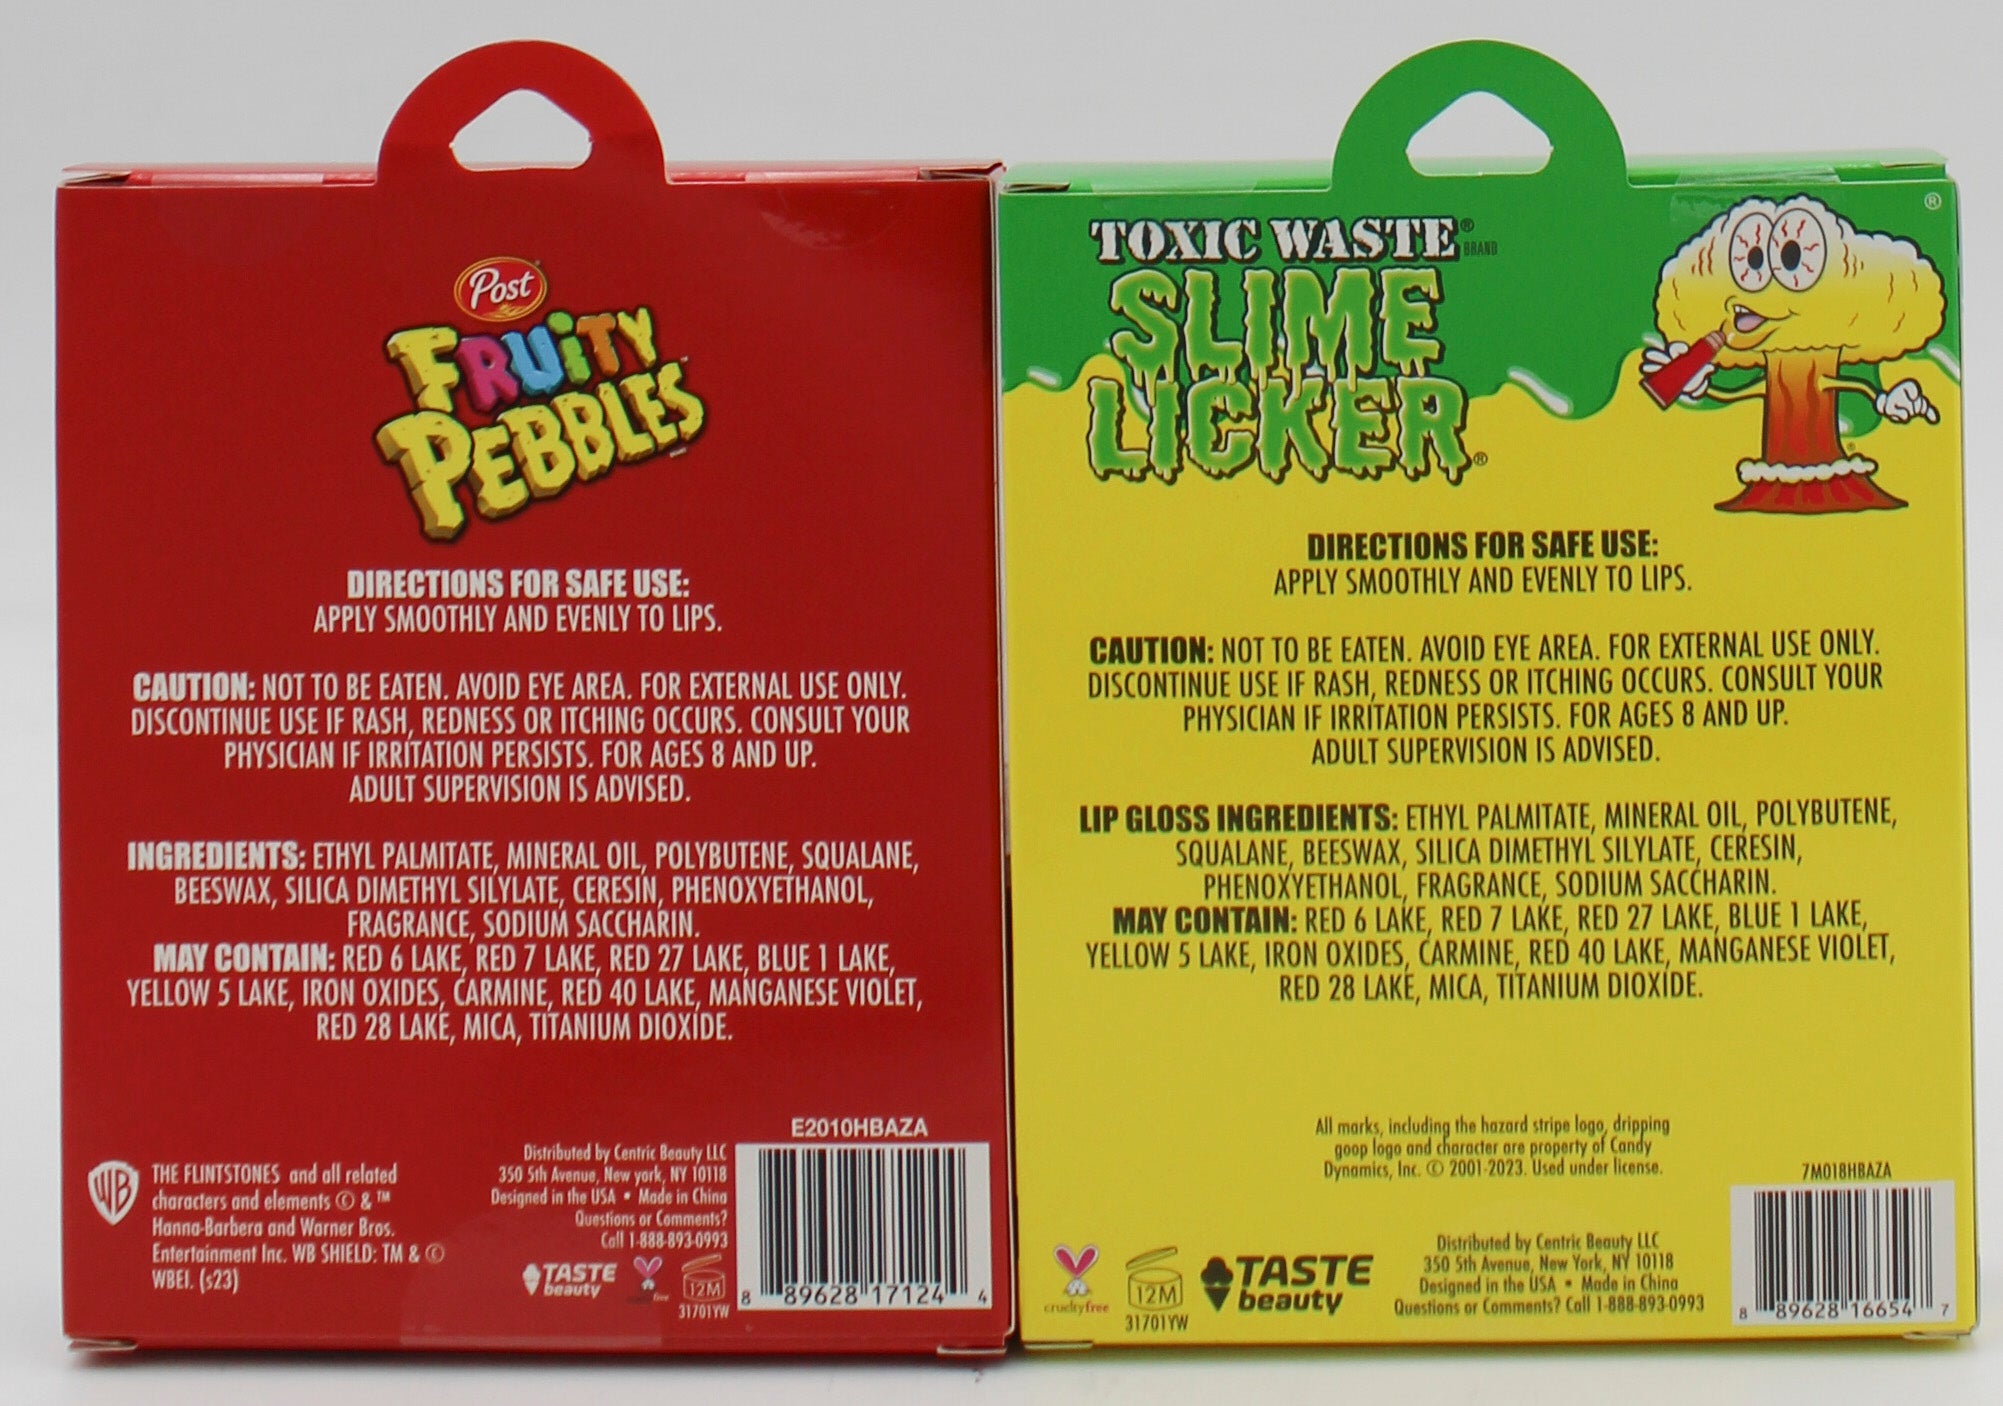 Post
FRUITY
PEBBLES
DIRECTIONS FOR SAFE USE:
APPLY SMOOTHLY AND EVENLY TO LIPS.
CAUTION: NOT TO BE EATEN. AVOID EYE AREA. FOR EXTERNAL USE ONLY.
DISCONTINUE USE IF RASH, REDNESS OR ITCHING OCCURS. CONSULT YOUR
PHYSICIAN IF IRRITATION PERSISTS. FOR AGES 8 AND UP.
ADULT SUPERVISION IS ADVISED.
INGREDIENTS: ETHYL PALMITATE, MINERAL OIL, POLYBUTENE, SQUALANE,
BEESWAX, SILICA DIMETHYL SILYLATE, CERESIN, PHENOXYETHANOL,
FRAGRANCE, SODIUM SACCHARIN.
MAY CONTAIN: RED 6 LAKE, RED 7 LAKE, RED 27 LAKE, BLUE 1 LAKE,
YELLOW 5 LAKE, IRON OXIDES, CARMINE, RED 40 LAKE, MANGANESE VIOLET,
RED 28 LAKE, MICA, TITANIUM DIOXIDE.
WB
THE FLINTSTONES and all related
characters and elements © & ™
Hanna-Barbera and Warner Bros.
Entertainment Inc. WB SHIELD: TM & ©
WBEI. (s23)
Distributed by Centric Beauty LLC
350 5th Avenue, New york, NY 10118
Designed in the USA • Made in China
Questions or Comments?
Call 1-888-893-0993
TASTE
beauty
free
12M
31701YW
E2010HBAZA
8 89628 17124 4
TOXIC WASTE® BRAND
SLIME
LICKER®
®
DIRECTIONS FOR SAFE USE:
APPLY SMOOTHLY AND EVENLY TO LIPS.
CAUTION: NOT TO BE EATEN. AVOID EYE AREA. FOR EXTERNAL USE ONLY.
DISCONTINUE USE IF RASH, REDNESS OR ITCHING OCCURS. CONSULT YOUR
PHYSICIAN IF IRRITATION PERSISTS. FOR AGES 8 AND UP.
ADULT SUPERVISION IS ADVISED.
LIP GLOSS INGREDIENTS: ETHYL PALMITATE, MINERAL OIL, POLYBUTENE,
SQUALANE, BEESWAX, SILICA DIMETHYL SILYLATE, CERESIN,
PHENOXYETHANOL, FRAGRANCE, SODIUM SACCHARIN.
MAY CONTAIN: RED 6 LAKE, RED 7 LAKE, RED 27 LAKE, BLUE 1 LAKE,
YELLOW 5 LAKE, IRON OXIDES, CARMINE, RED 40 LAKE, MANGANESE VIOLET,
RED 28 LAKE, MICA, TITANIUM DIOXIDE.
All marks, including the hazard stripe logo, dripping
goop logo and character are property of Candy
Dynamics, Inc. © 2001-2023. Used under license.
crueltyfree
12M
31701YW
TASTE
beauty
Distributed by Centric Beauty LLC
350 5th Avenue, New York, NY 10118
Designed in the USA • Made in China
Questions or Comments? Call 1-888-893-0993
7M018HBAZA
8 89628 16654 7